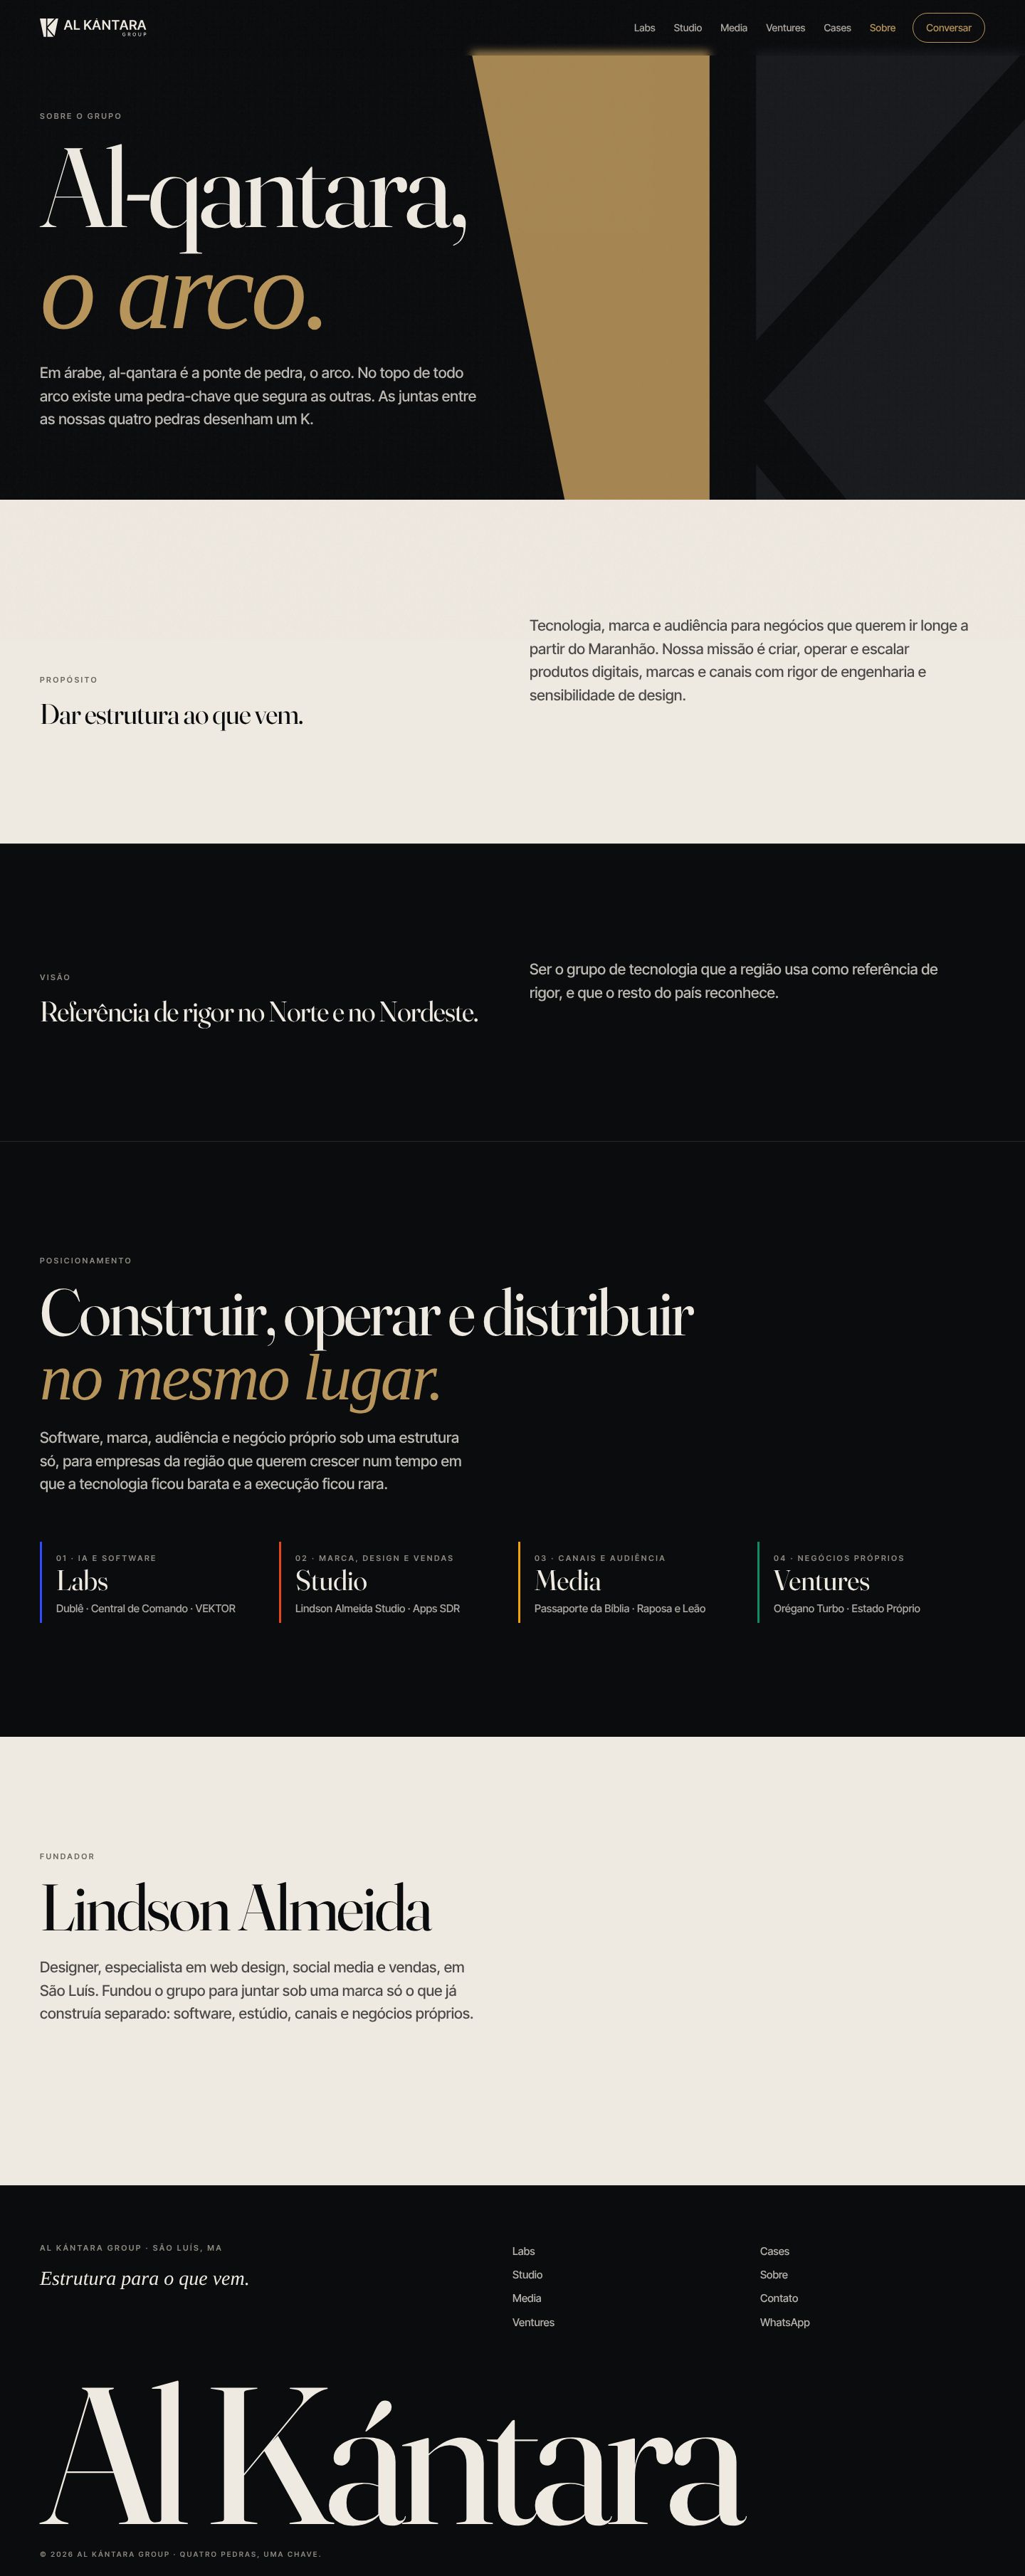 AL KÁNTARA
GROUP
Labs Studio Media Ventures Cases Sobre Conversar
SOBRE O GRUPO
Al-qantara,
o arco.
Em árabe, al-qantara é a ponte de pedra, o arco. No topo de todo
arco existe uma pedra-chave que segura as outras. As juntas entre
as nossas quatro pedras desenham um K.
PROPÓSITO
Dar estrutura ao que vem.
Tecnologia, marca e audiência para negócios que querem ir longe a
partir do Maranhão. Nossa missão é criar, operar e escalar
produtos digitais, marcas e canais com rigor de engenharia e
sensibilidade de design.
VISÃO
Referência de rigor no Norte e no Nordeste.
Ser o grupo de tecnologia que a região usa como referência de
rigor, e que o resto do país reconhece.
POSICIONAMENTO
Construir, operar e distribuir
no mesmo lugar.
Software, marca, audiência e negócio próprio sob uma estrutura
só, para empresas da região que querem crescer num tempo em
que a tecnologia ficou barata e a execução ficou rara.
01 · IA E SOFTWARE
Labs
Dublê · Central de Comando · VEKTOR
02 · MARCA, DESIGN E VENDAS
Studio
Lindson Almeida Studio · Apps SDR
03 · CANAIS E AUDIÊNCIA
Media
Passaporte da Bíblia · Raposa e Leão
04 · NEGÓCIOS PRÓPRIOS
Ventures
Orégano Turbo · Estado Próprio
FUNDADOR
Lindson Almeida
Designer, especialista em web design, social media e vendas, em
São Luís. Fundou o grupo para juntar sob uma marca só o que já
construía separado: software, estúdio, canais e negócios próprios.
AL KÁNTARA GROUP · SÃO LUÍS, MA
Estrutura para o que vem.
Labs
Studio
Media
Ventures
Cases
Sobre
Contato
WhatsApp
Al Kántara
© 2026 AL KÁNTARA GROUP · QUATRO PEDRAS, UMA CHAVE.